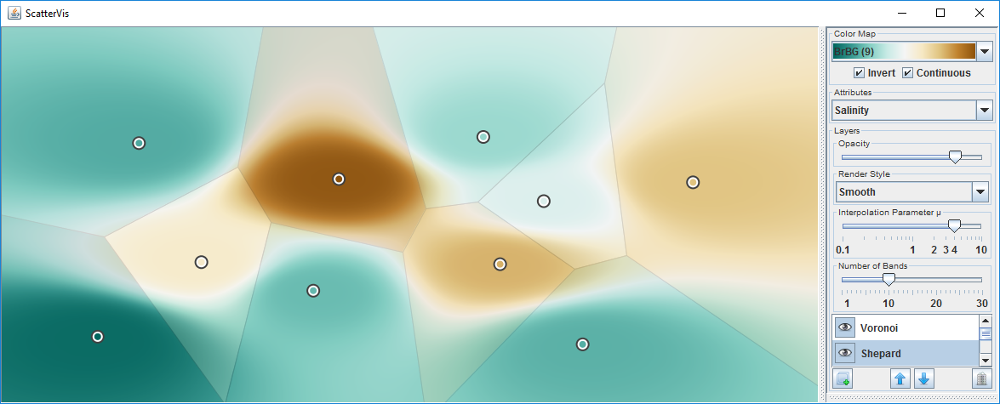 ScatterVis
Color Map
BrBG (9)
Invert Continuous
Attributes
Salinity
Layers
Opacity
Render Style
Smooth
Interpolation Parameter μ
0.1 1 2 3 4 10
Number of Bands
1 10 20 30
Voronoi
Shepard